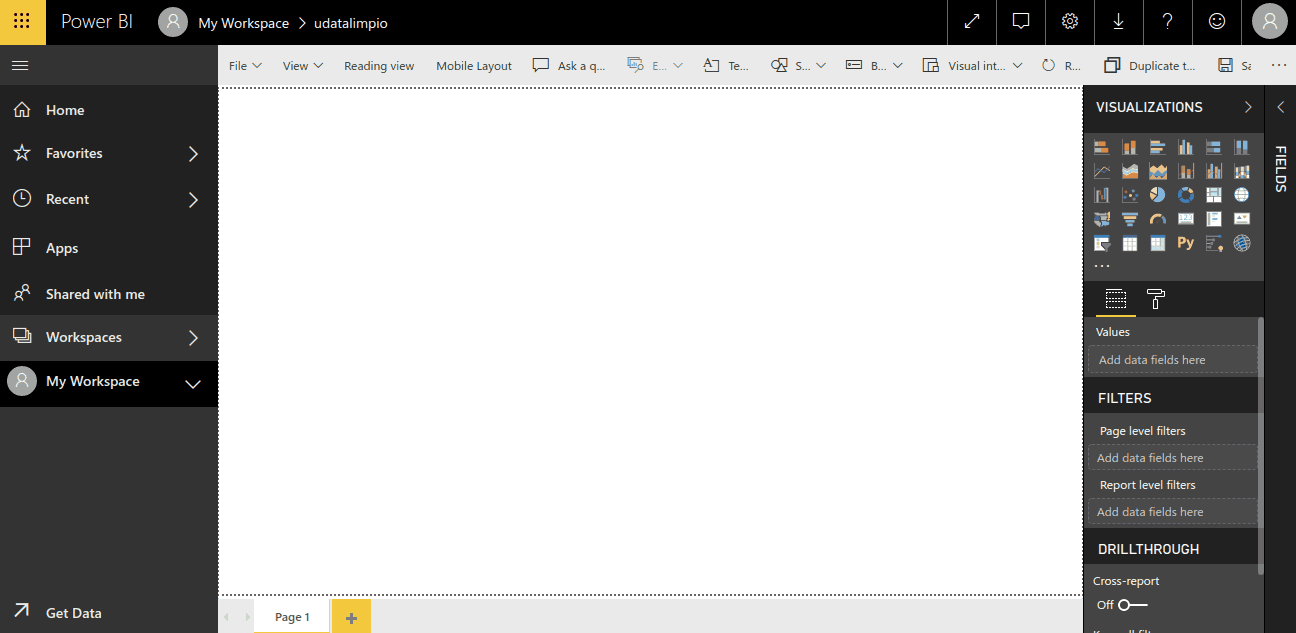 Power BI
My Workspace > udatalimpio
File
View
Reading view
Mobile Layout
Ask a q...
E...
Te...
S...
B...
Visual int...
R...
Duplicate t...
Sa
...
Home
Favorites
Recent
Apps
Shared with me
Workspaces
My Workspace
Get Data
Page 1
+
VISUALIZATIONS
Py
...
Values
Add data fields here
FILTERS
Page level filters
Add data fields here
Report level filters
Add data fields here
DRILLTHROUGH
Cross-report
Off
FIELDS